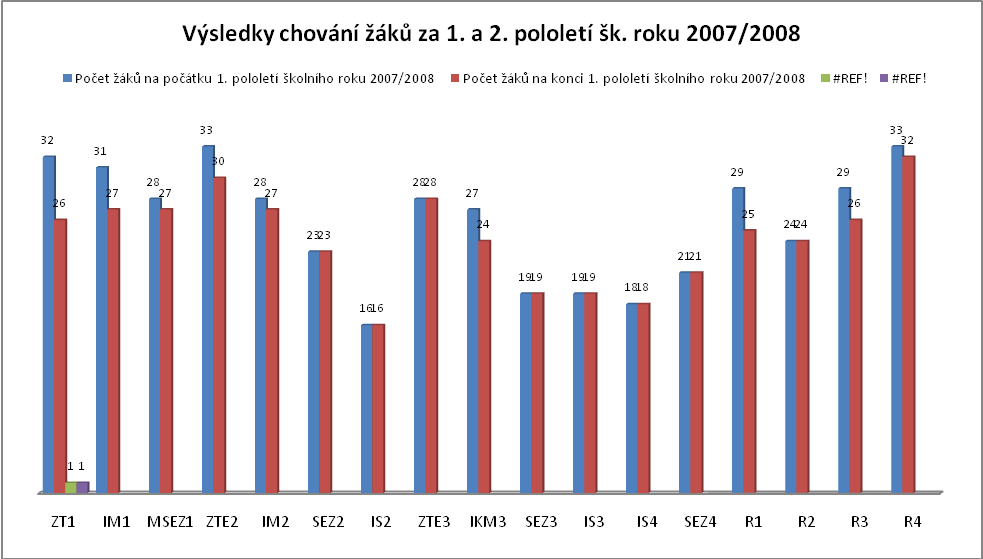 Výsledky chování žáků za 1. a 2. pololetí šk. roku 2007/2008
Počet žáků na počátku 1. pololetí školního roku 2007/2008 Počet žáků na konci 1. pololetí školního roku 2007/2008 #REF! #REF!
32 26 1 1 31 27 28 27 33 30 28 27 23 23 16 16 28 28 27 24 19 19 19 19 18 18 21 21 29 25 24 24 29 26 33 32
ZT1 IM1 MSEZ1 ZTE2 IM2 SEZ2 IS2 ZTE3 IKM3 SEZ3 IS3 IS4 SEZ4 R1 R2 R3 R4